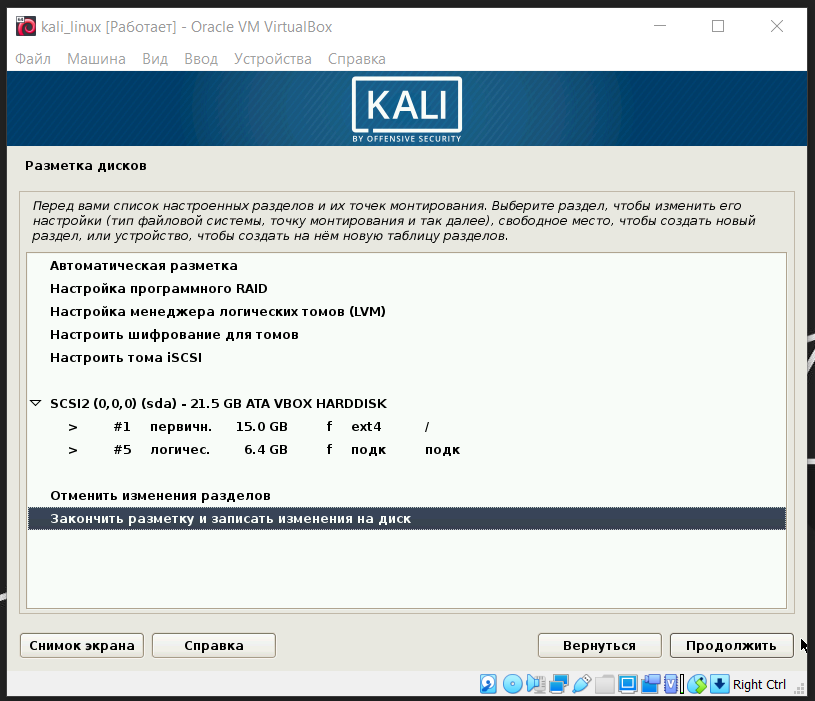 kali_linux [Работает] - Oracle VM VirtualBox
Файл Машина Вид Ввод Устройства Справка
KALI
BY OFFENSIVE SECURITY
Разметка дисков
Перед вами список настроенных разделов и их точек монтирования. Выберите раздел, чтобы изменить его
настройки (тип файловой системы, точку монтирования и так далее), свободное место, чтобы создать новый
раздел, или устройство, чтобы создать на нём новую таблицу разделов.
Автоматическая разметка
Настройка программного RAID
Настройка менеджера логических томов (LVM)
Настроить шифрование для томов
Настроить тома iSCSI
SCSI2 (0,0,0) (sda) - 21.5 GB ATA VBOX HARDDISK
> #1 первичн. 15.0 GB f ext4 /
> #5 логичес. 6.4 GB f подк подк
Отменить изменения разделов
Закончить разметку и записать изменения на диск
Снимок экрана Справка Вернуться Продолжить
Right Ctrl